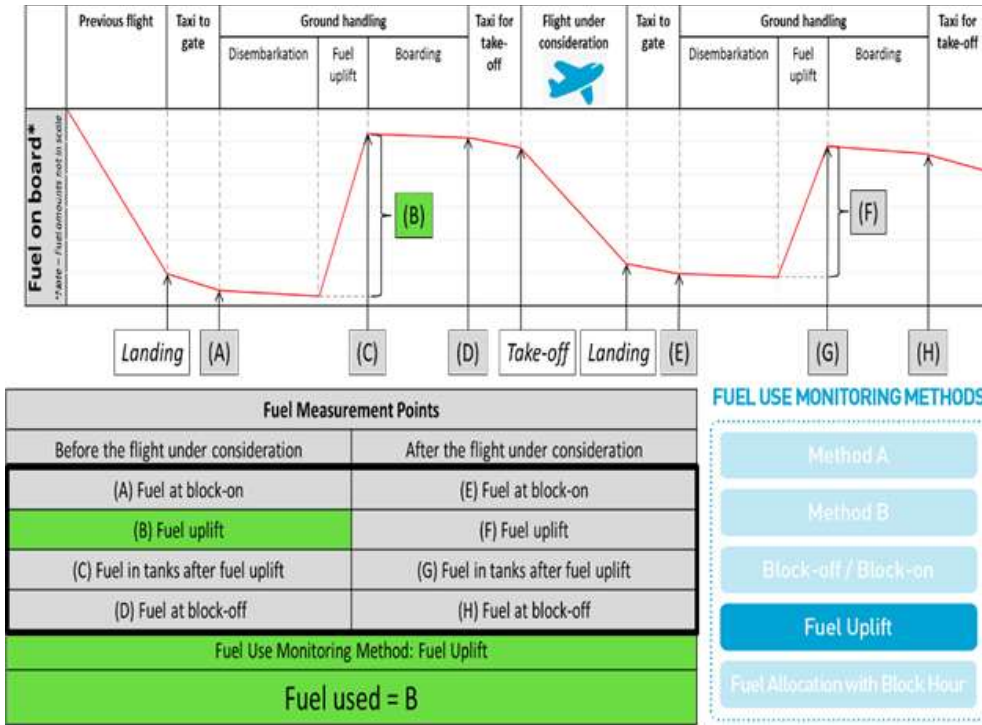 Previous flight
Taxi to gate
Ground handling
Taxi for take-off
Flight under consideration
Taxi to gate
Ground handling
Taxi for take-off
Disembarkation
Fuel uplift
Boarding
Disembarkation
Fuel uplift
Boarding
Fuel on board*
*Note – Fuel amounts not in scale
(B)
(F)
Landing
(A)
(C)
(D)
Take-off
Landing
(E)
(G)
(H)
Fuel Measurement Points
Before the flight under consideration
After the flight under consideration
(A) Fuel at block-on
(E) Fuel at block-on
(B) Fuel uplift
(F) Fuel uplift
(C) Fuel in tanks after fuel uplift
(G) Fuel in tanks after fuel uplift
(D) Fuel at block-off
(H) Fuel at block-off
Fuel Use Monitoring Method: Fuel Uplift
Fuel used = B
FUEL USE MONITORING METHODS
Method A
Method B
Block-off / Block-on
Fuel Uplift
Fuel Allocation with Block Hour